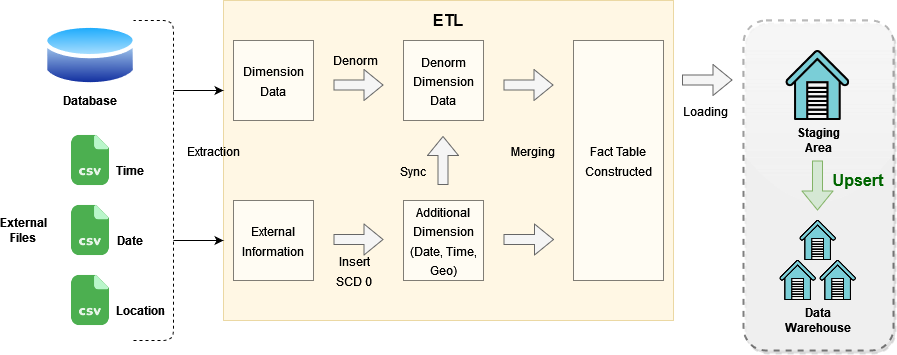 ETL
Database
CSV
Time
External
Files
CSV
Date
CSV
Location
Extraction
Dimension
Data
Denorm
Denorm
Dimension
Data
Sync
Merging
External
Information
Insert
SCD 0
Additional
Dimension
(Date, Time,
Geo)
Fact Table
Constructed
Loading
Staging
Area
Upsert
Data
Warehouse